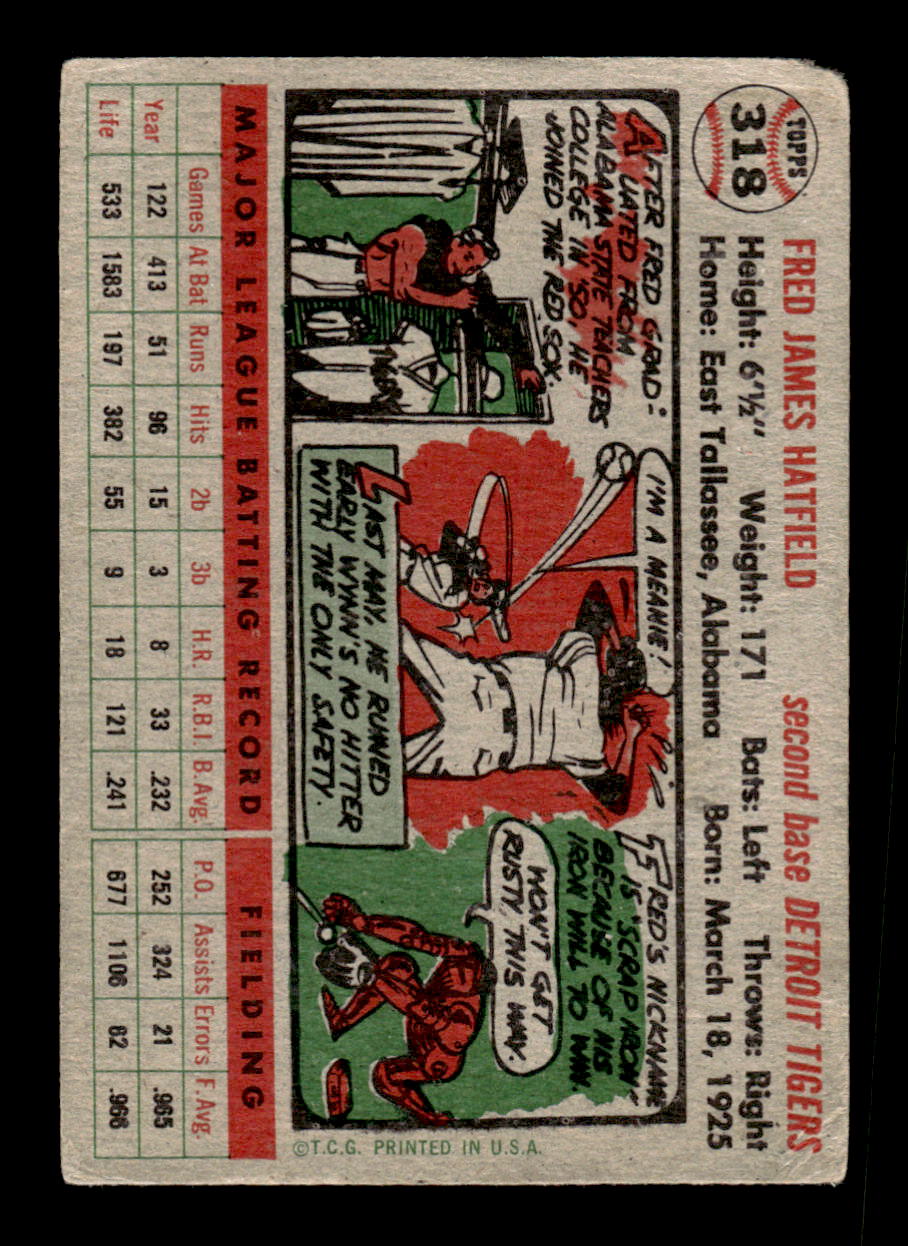 TOPPS
318
FRED JAMES HATFIELD second base DETROIT TIGERS
Height: 6'½" Weight: 171 Bats: Left Throws: Right
Home: East Tallassee, Alabama Born: March 18, 1925
AFTER FRED GRAD-
UATED FROM
ALABAMA STATE TEACHERS
COLLEGE IN '50, HE
JOINED THE RED SOX.
I'M A MEANIE!
LAST MAY, HE RUINED
EARLY WYNN'S NO HITTER
WITH THE ONLY SAFETY.
FRED'S NICKNAME
IS "SCRAP IRON"
BECAUSE OF HIS
IRON WILL TO WIN.
WON'T GET
RUSTY THIS
WAY.
©T.C.G. PRINTED IN U.S.A.
MAJOR LEAGUE BATTING RECORD FIELDING
Games At Bat Runs Hits 2b 3b H.R. R.B.I. B.Avg. P.O. Assists Errors F.Avg.
Year 122 413 51 96 15 3 8 33 .232 252 324 21 .965
Life 533 1583 197 382 55 9 18 121 .241 677 1106 62 .966